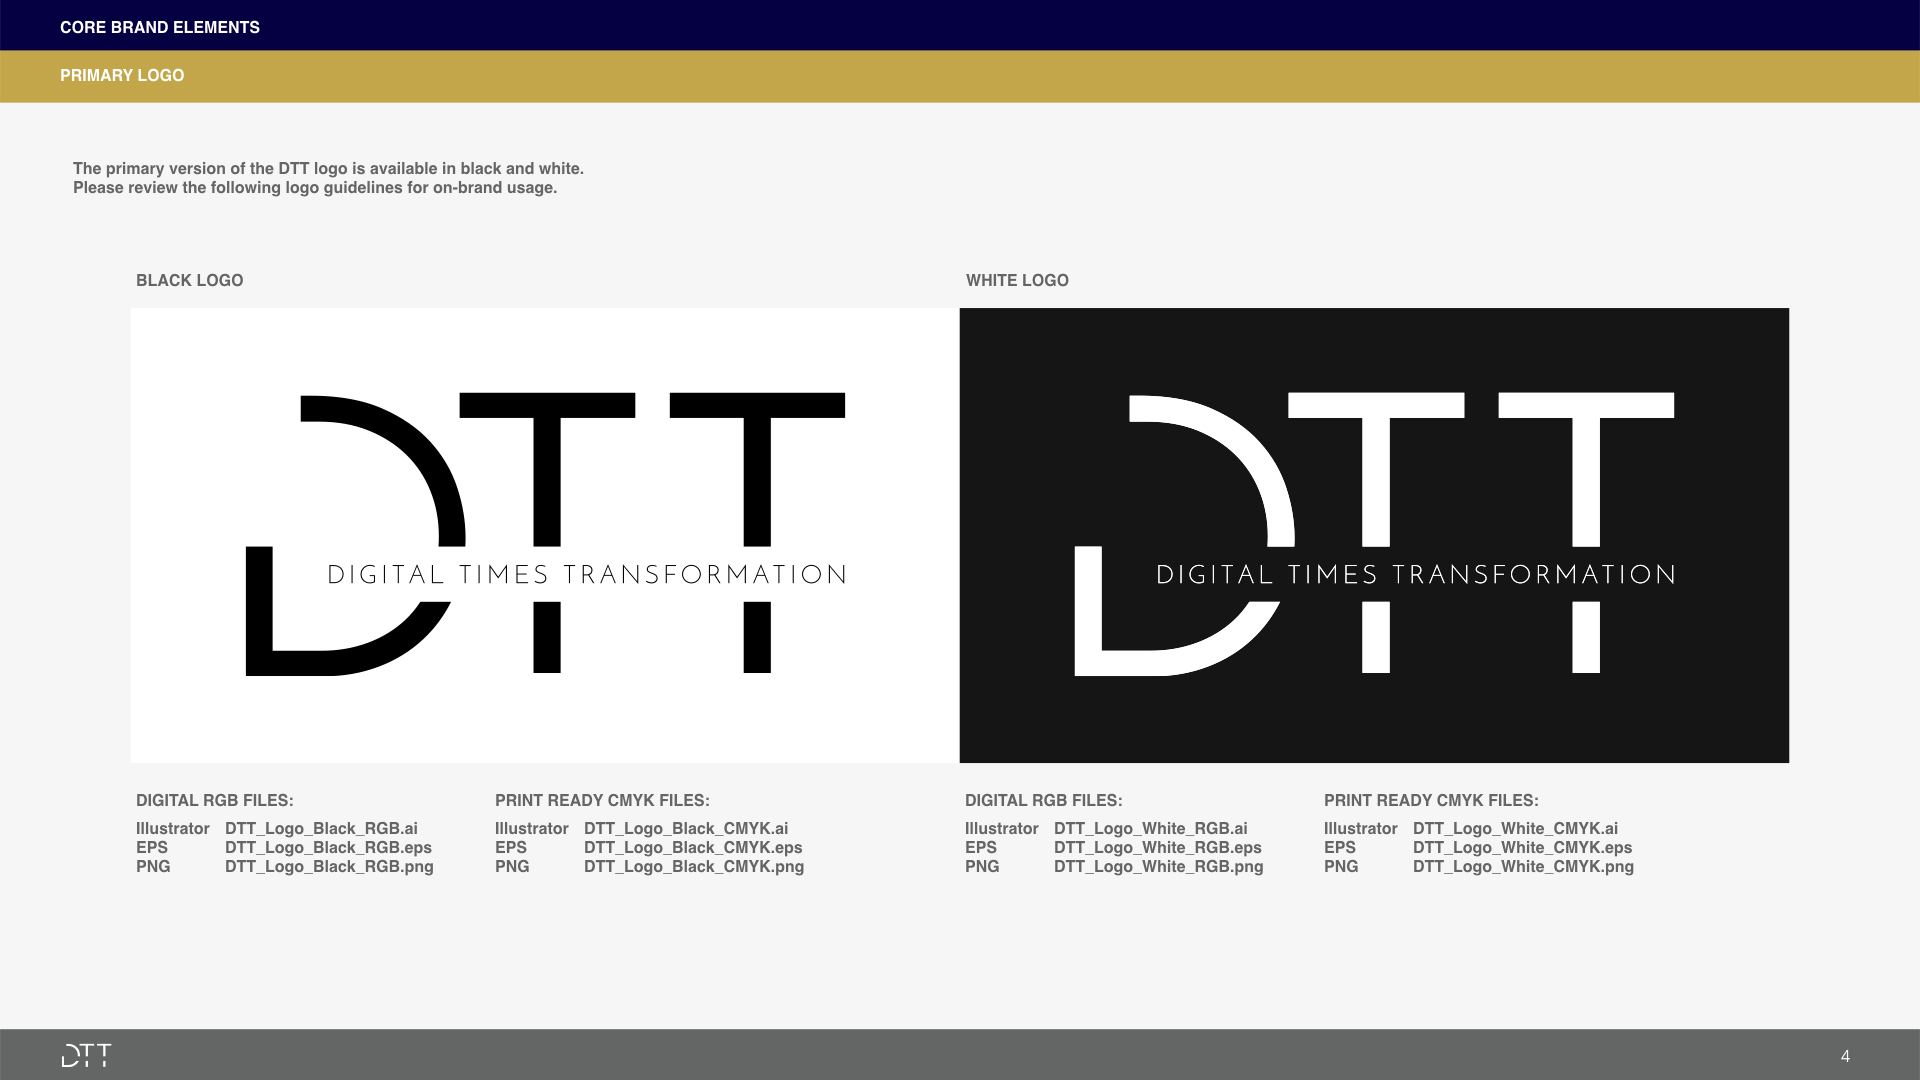 CORE BRAND ELEMENTS
PRIMARY LOGO
The primary version of the DTT logo is available in black and white.
Please review the following logo guidelines for on-brand usage.
BLACK LOGO
DTT
DIGITAL TIMES TRANSFORMATION
DIGITAL RGB FILES:
Illustrator DTT_Logo_Black_RGB.ai
EPS DTT_Logo_Black_RGB.eps
PNG DTT_Logo_Black_RGB.png
PRINT READY CMYK FILES:
Illustrator DTT_Logo_Black_CMYK.ai
EPS DTT_Logo_Black_CMYK.eps
PNG DTT_Logo_Black_CMYK.png
WHITE LOGO
DTT
DIGITAL TIMES TRANSFORMATION
DIGITAL RGB FILES:
Illustrator DTT_Logo_White_RGB.ai
EPS DTT_Logo_White_RGB.eps
PNG DTT_Logo_White_RGB.png
PRINT READY CMYK FILES:
Illustrator DTT_Logo_White_CMYK.ai
EPS DTT_Logo_White_CMYK.eps
PNG DTT_Logo_White_CMYK.png
DTT
4